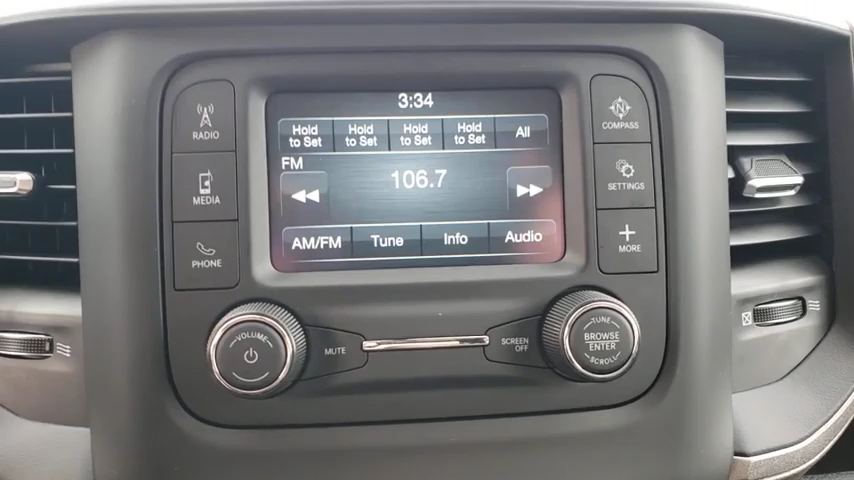 3:34
Hold to Set
Hold to Set
Hold to Set
Hold to Set
All
FM
106.7
AM/FM
Tune
Info
Audio
RADIO
MEDIA
PHONE
N
COMPASS
SETTINGS
MORE
VOLUME
MUTE
SCREEN
OFF
TUNE
BROWSE
ENTER
SCROLL